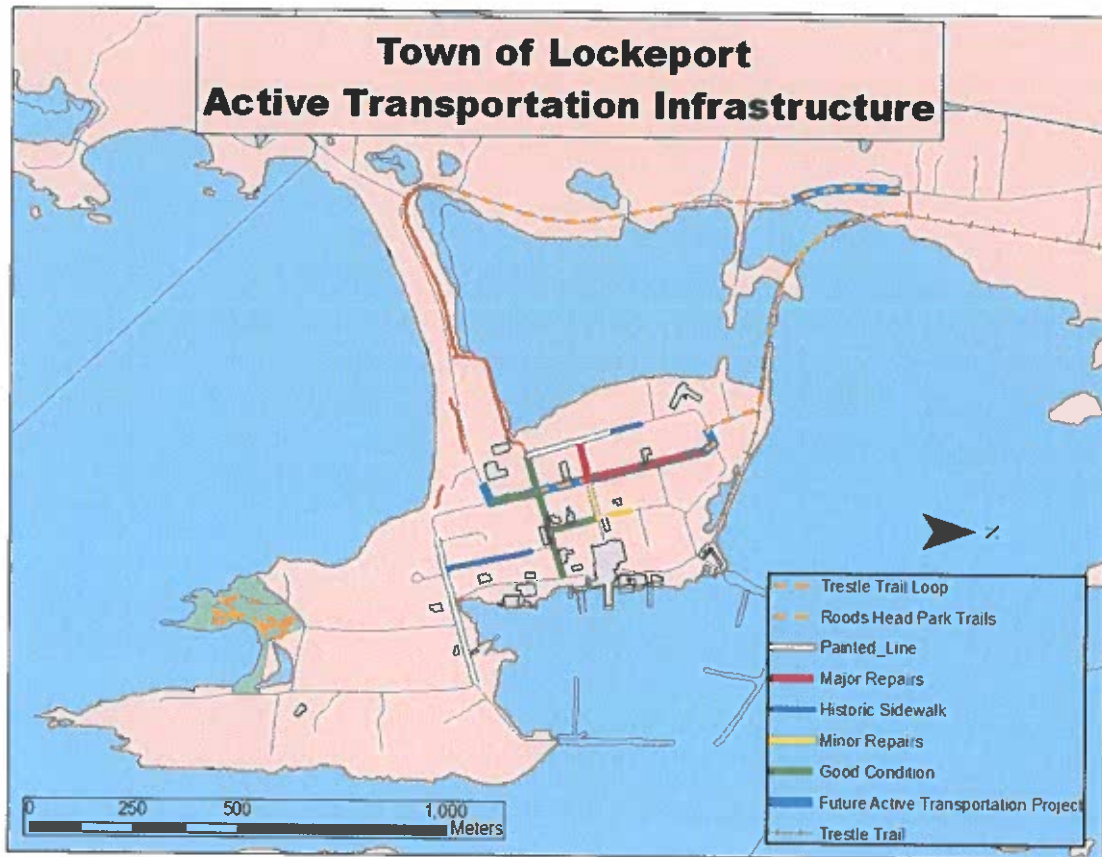 Town of Lockeport
Active Transportation Infrastructure
Trestle Trail Loop
Roods Head Park Trails
Painted_Line
Major Repairs
Historic Sidewalk
Minor Repairs
Good Condition
Future Active Transportation Project
Trestle Trail
0 250 500 1,000
Meters